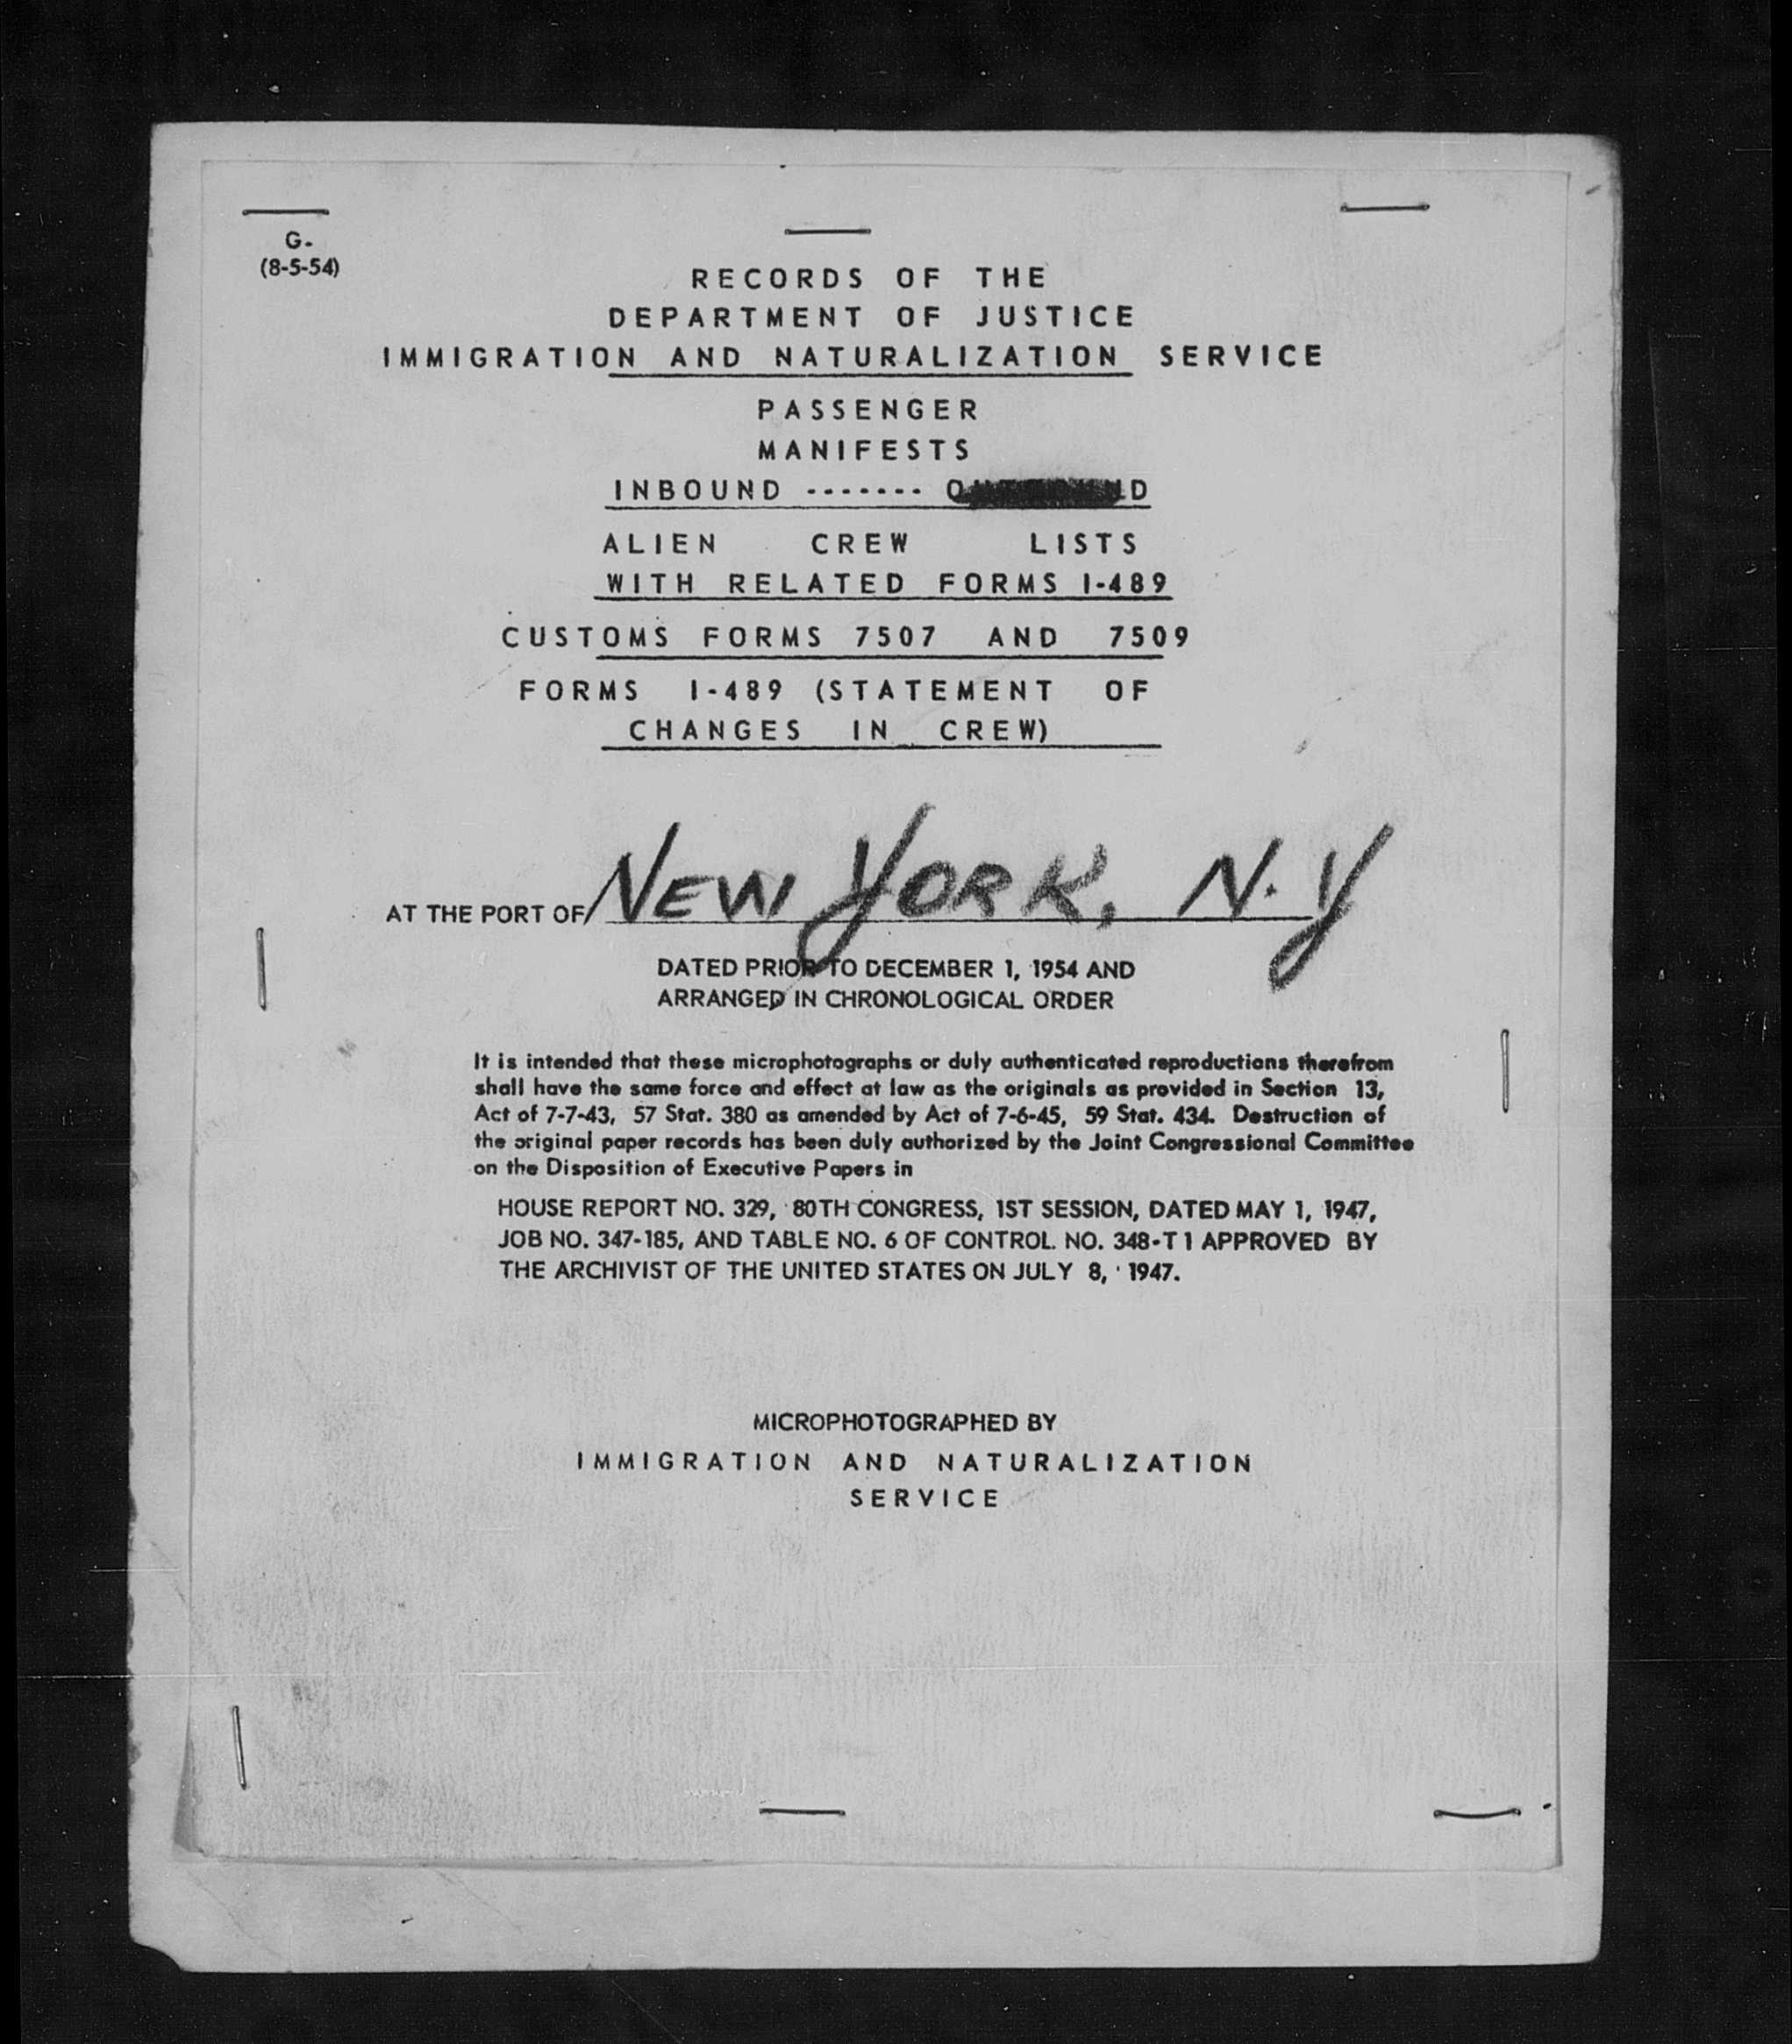 G-
(8-5-54)
RECORDS OF THE
DEPARTMENT OF JUSTICE
IMMIGRATION AND NATURALIZATION SERVICE
PASSENGER
MANIFESTS
INBOUND -------
ALIEN CREW LISTS
WITH RELATED FORMS I-489
CUSTOMS FORMS 7507 AND 7509
FORMS I-489 (STATEMENT OF
CHANGES IN CREW)
AT THE PORT OF NEW YORK, N.Y
DATED PRIOR TO DECEMBER 1, 1954 AND
ARRANGED IN CHRONOLOGICAL ORDER
It is intended that these microphotographs or duly authenticated reproductions therefrom
shall have the same force and effect at law as the originals as provided in Section 13,
Act of 7-7-43, 57 Stat. 380 as amended by Act of 7-6-45, 59 Stat. 434. Destruction of
the original paper records has been duly authorized by the Joint Congressional Committee
on the Disposition of Executive Papers in
HOUSE REPORT NO. 329, 80TH CONGRESS, 1ST SESSION, DATED MAY 1, 1947,
JOB NO. 347-185, AND TABLE NO. 6 OF CONTROL NO. 348-T1 APPROVED BY
THE ARCHIVIST OF THE UNITED STATES ON JULY 8, 1947.
MICROPHOTOGRAPHED BY
IMMIGRATION AND NATURALIZATION
SERVICE